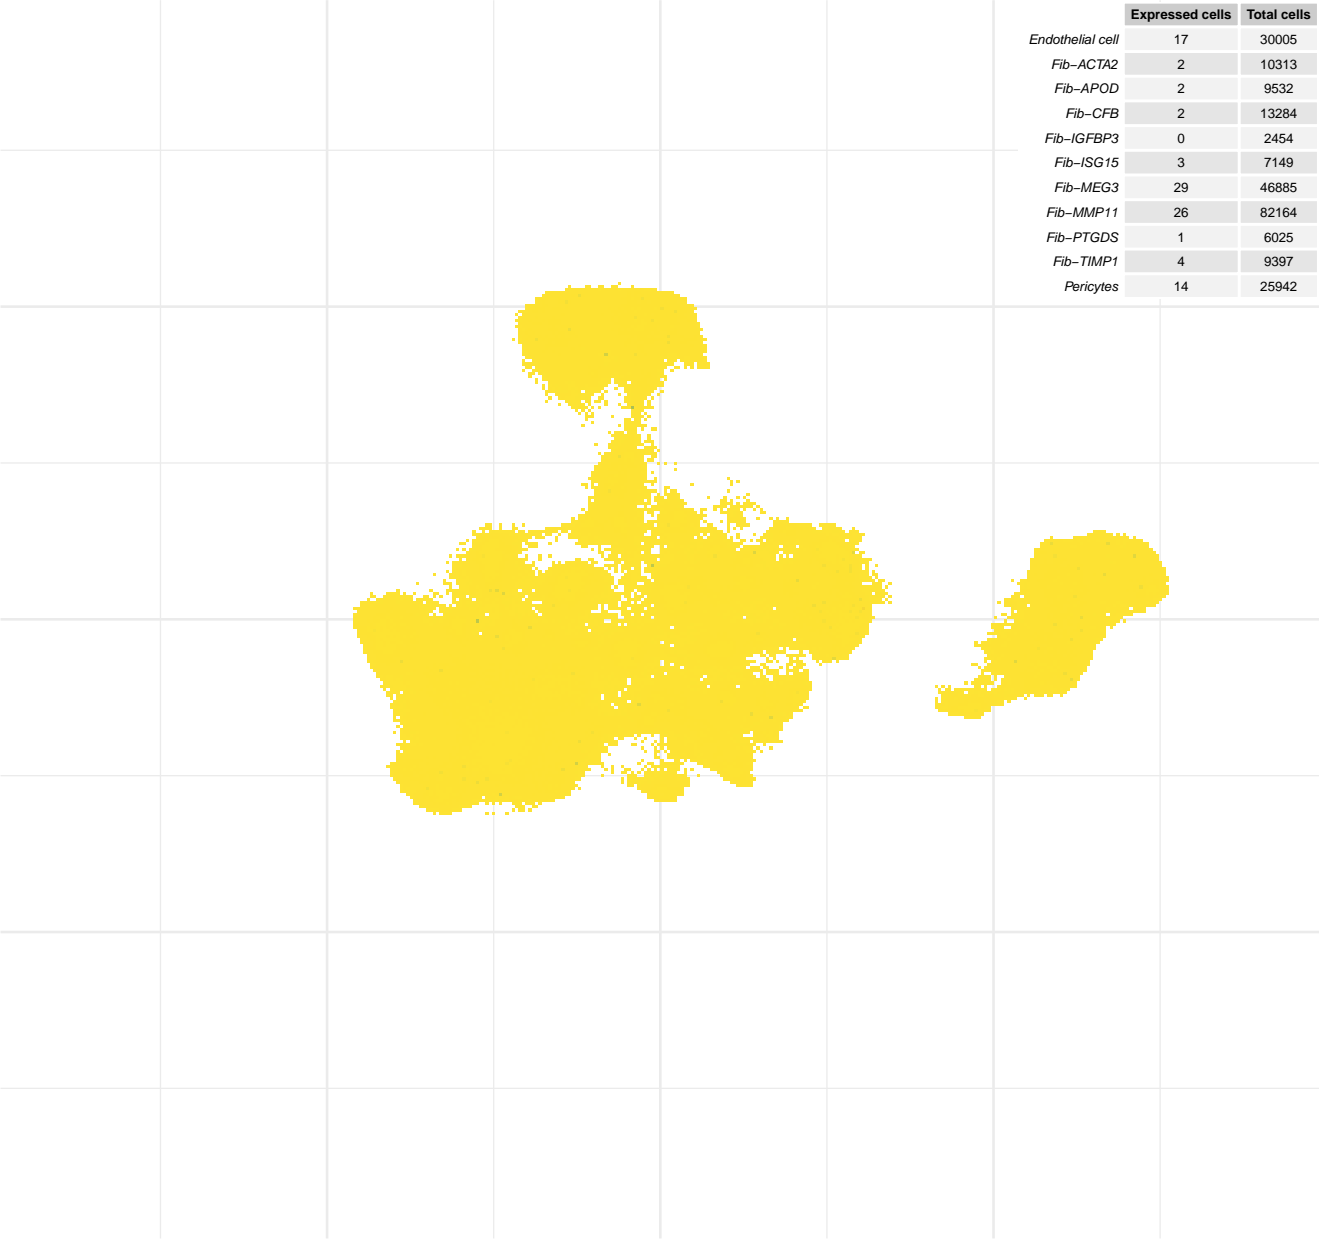 Expressed cells Total cells
Endothelial cell 17 30005
Fib−ACTA2 2 10313
Fib−APOD 2 9532
Fib−CFB 2 13284
Fib−IGFBP3 0 2454
Fib−ISG15 3 7149
Fib−MEG3 29 46885
Fib−MMP11 26 82164
Fib−PTGDS 1 6025
Fib−TIMP1 4 9397
Pericytes 14 25942